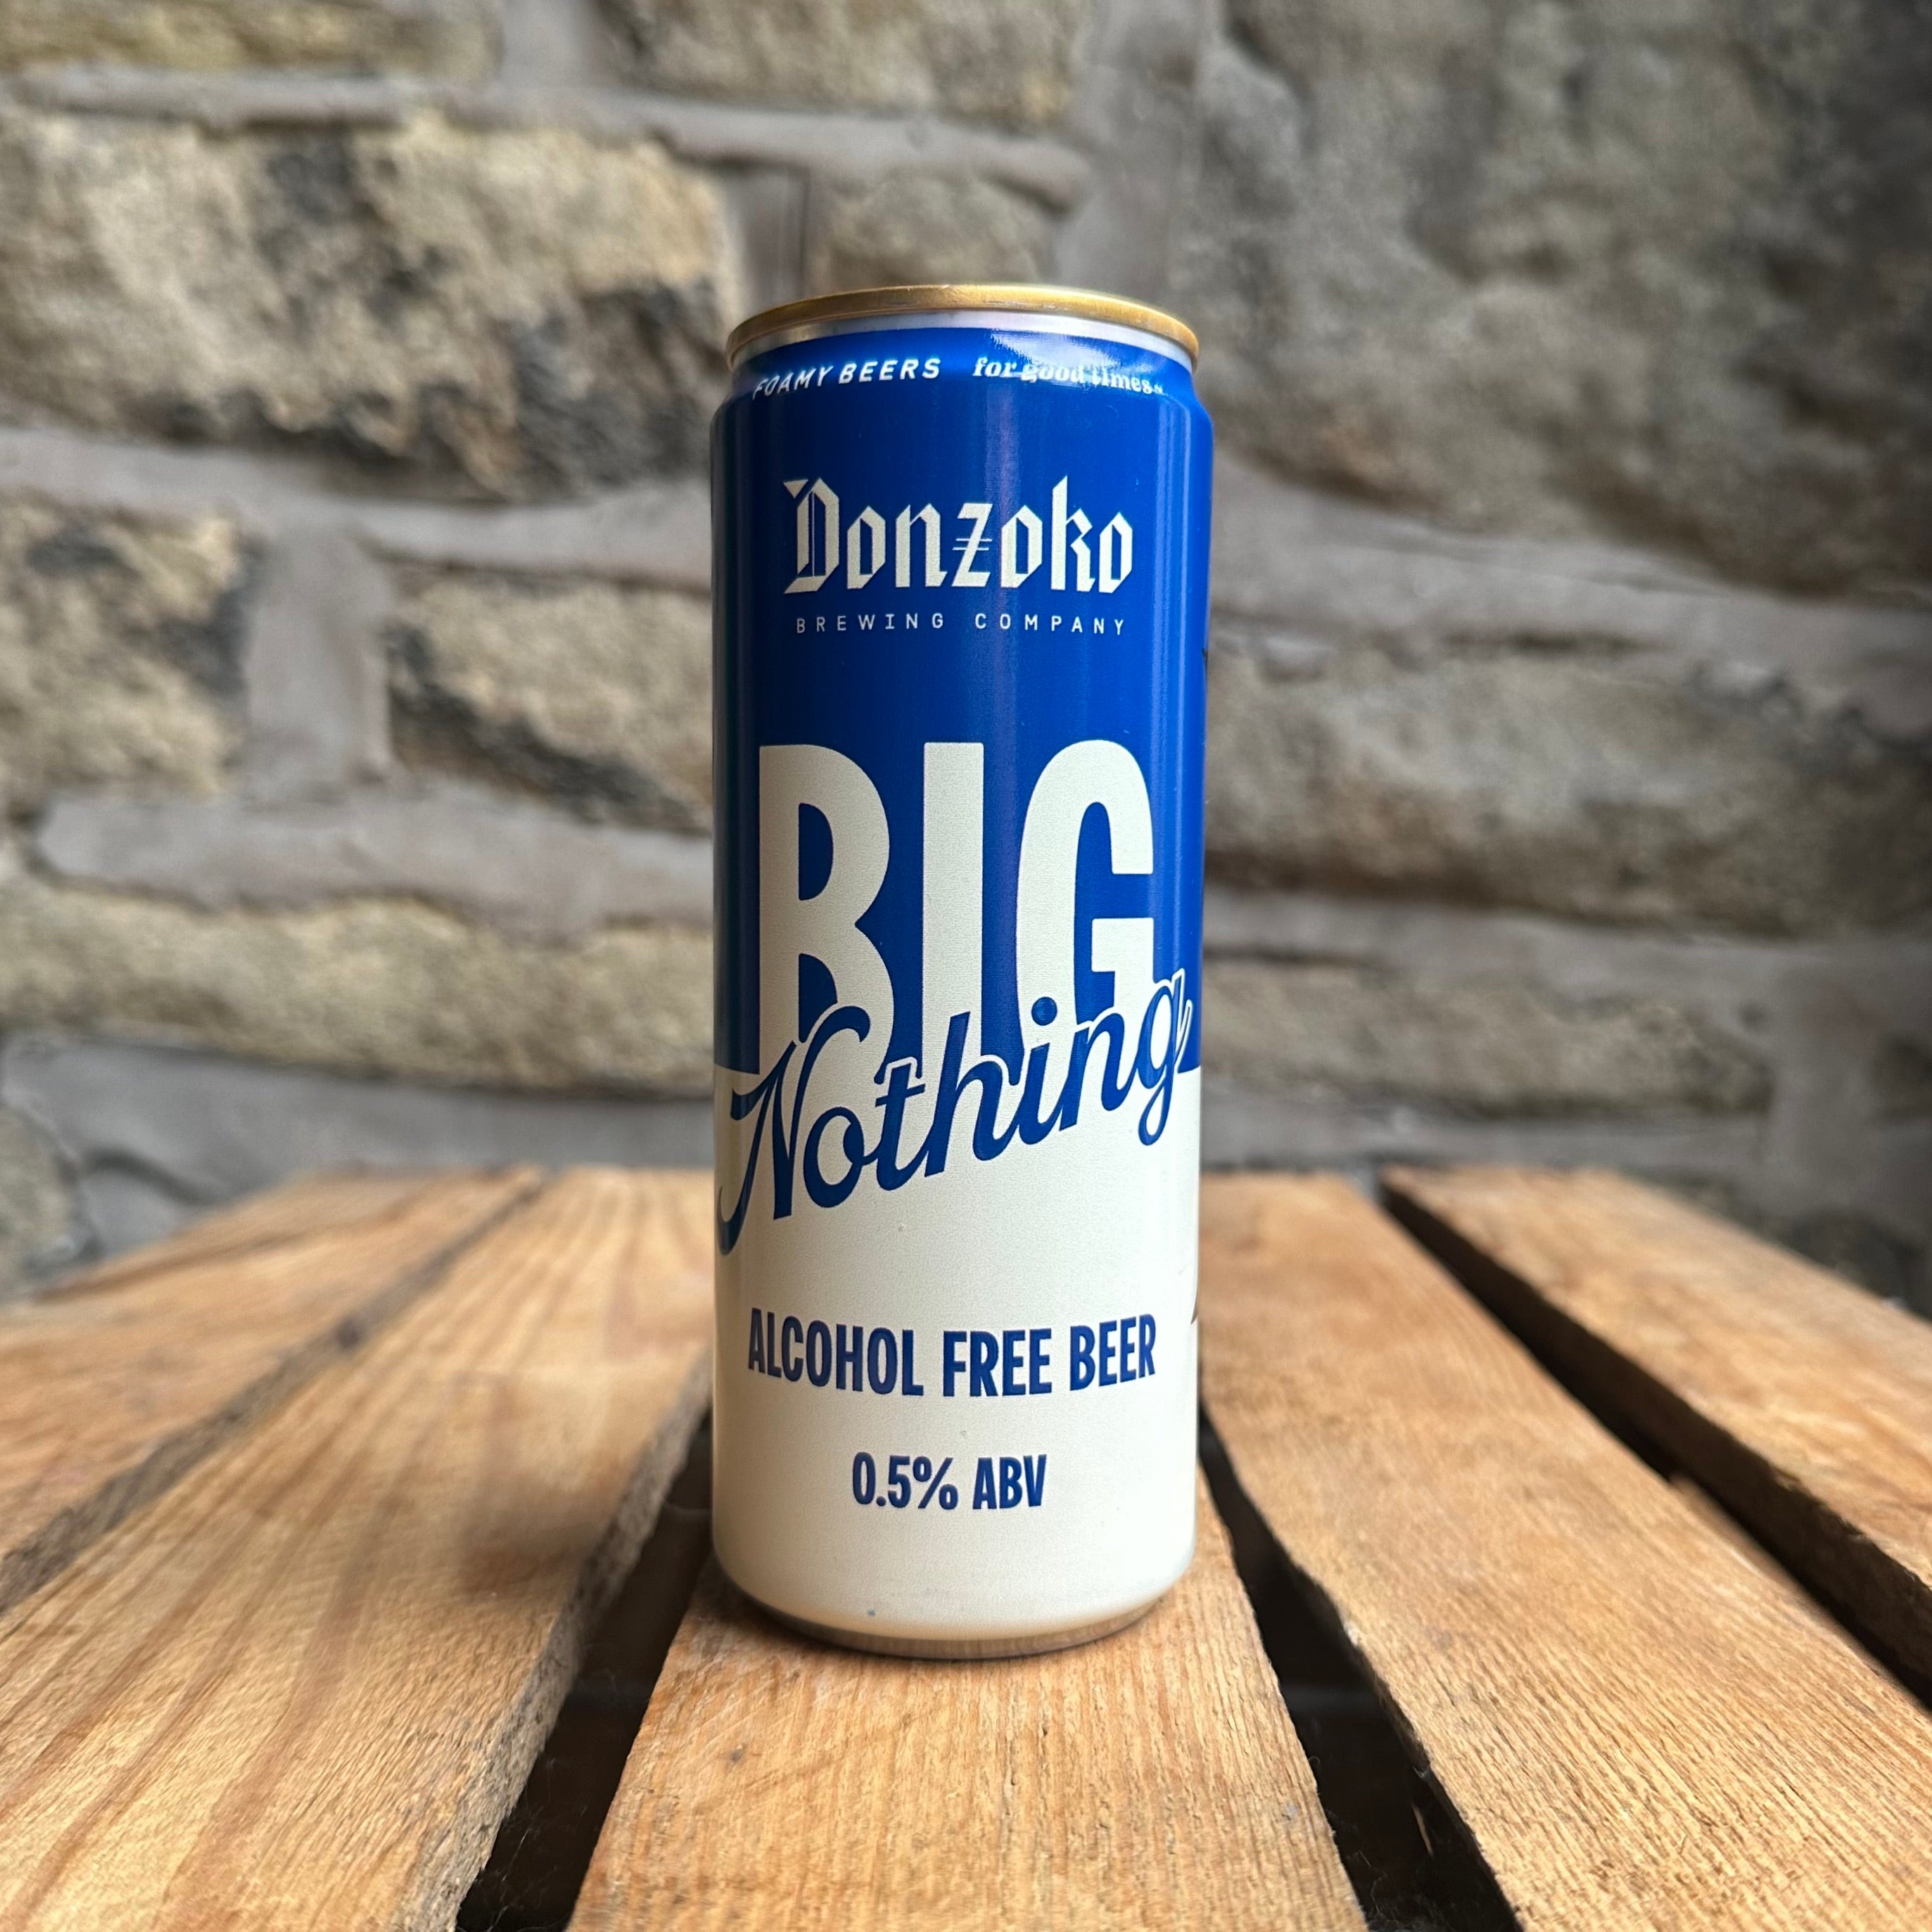 FOAMY BEERS for good times
Donzoko
BREWING COMPANY
BIG
Nothing
ALCOHOL FREE BEER
0.5% ABV